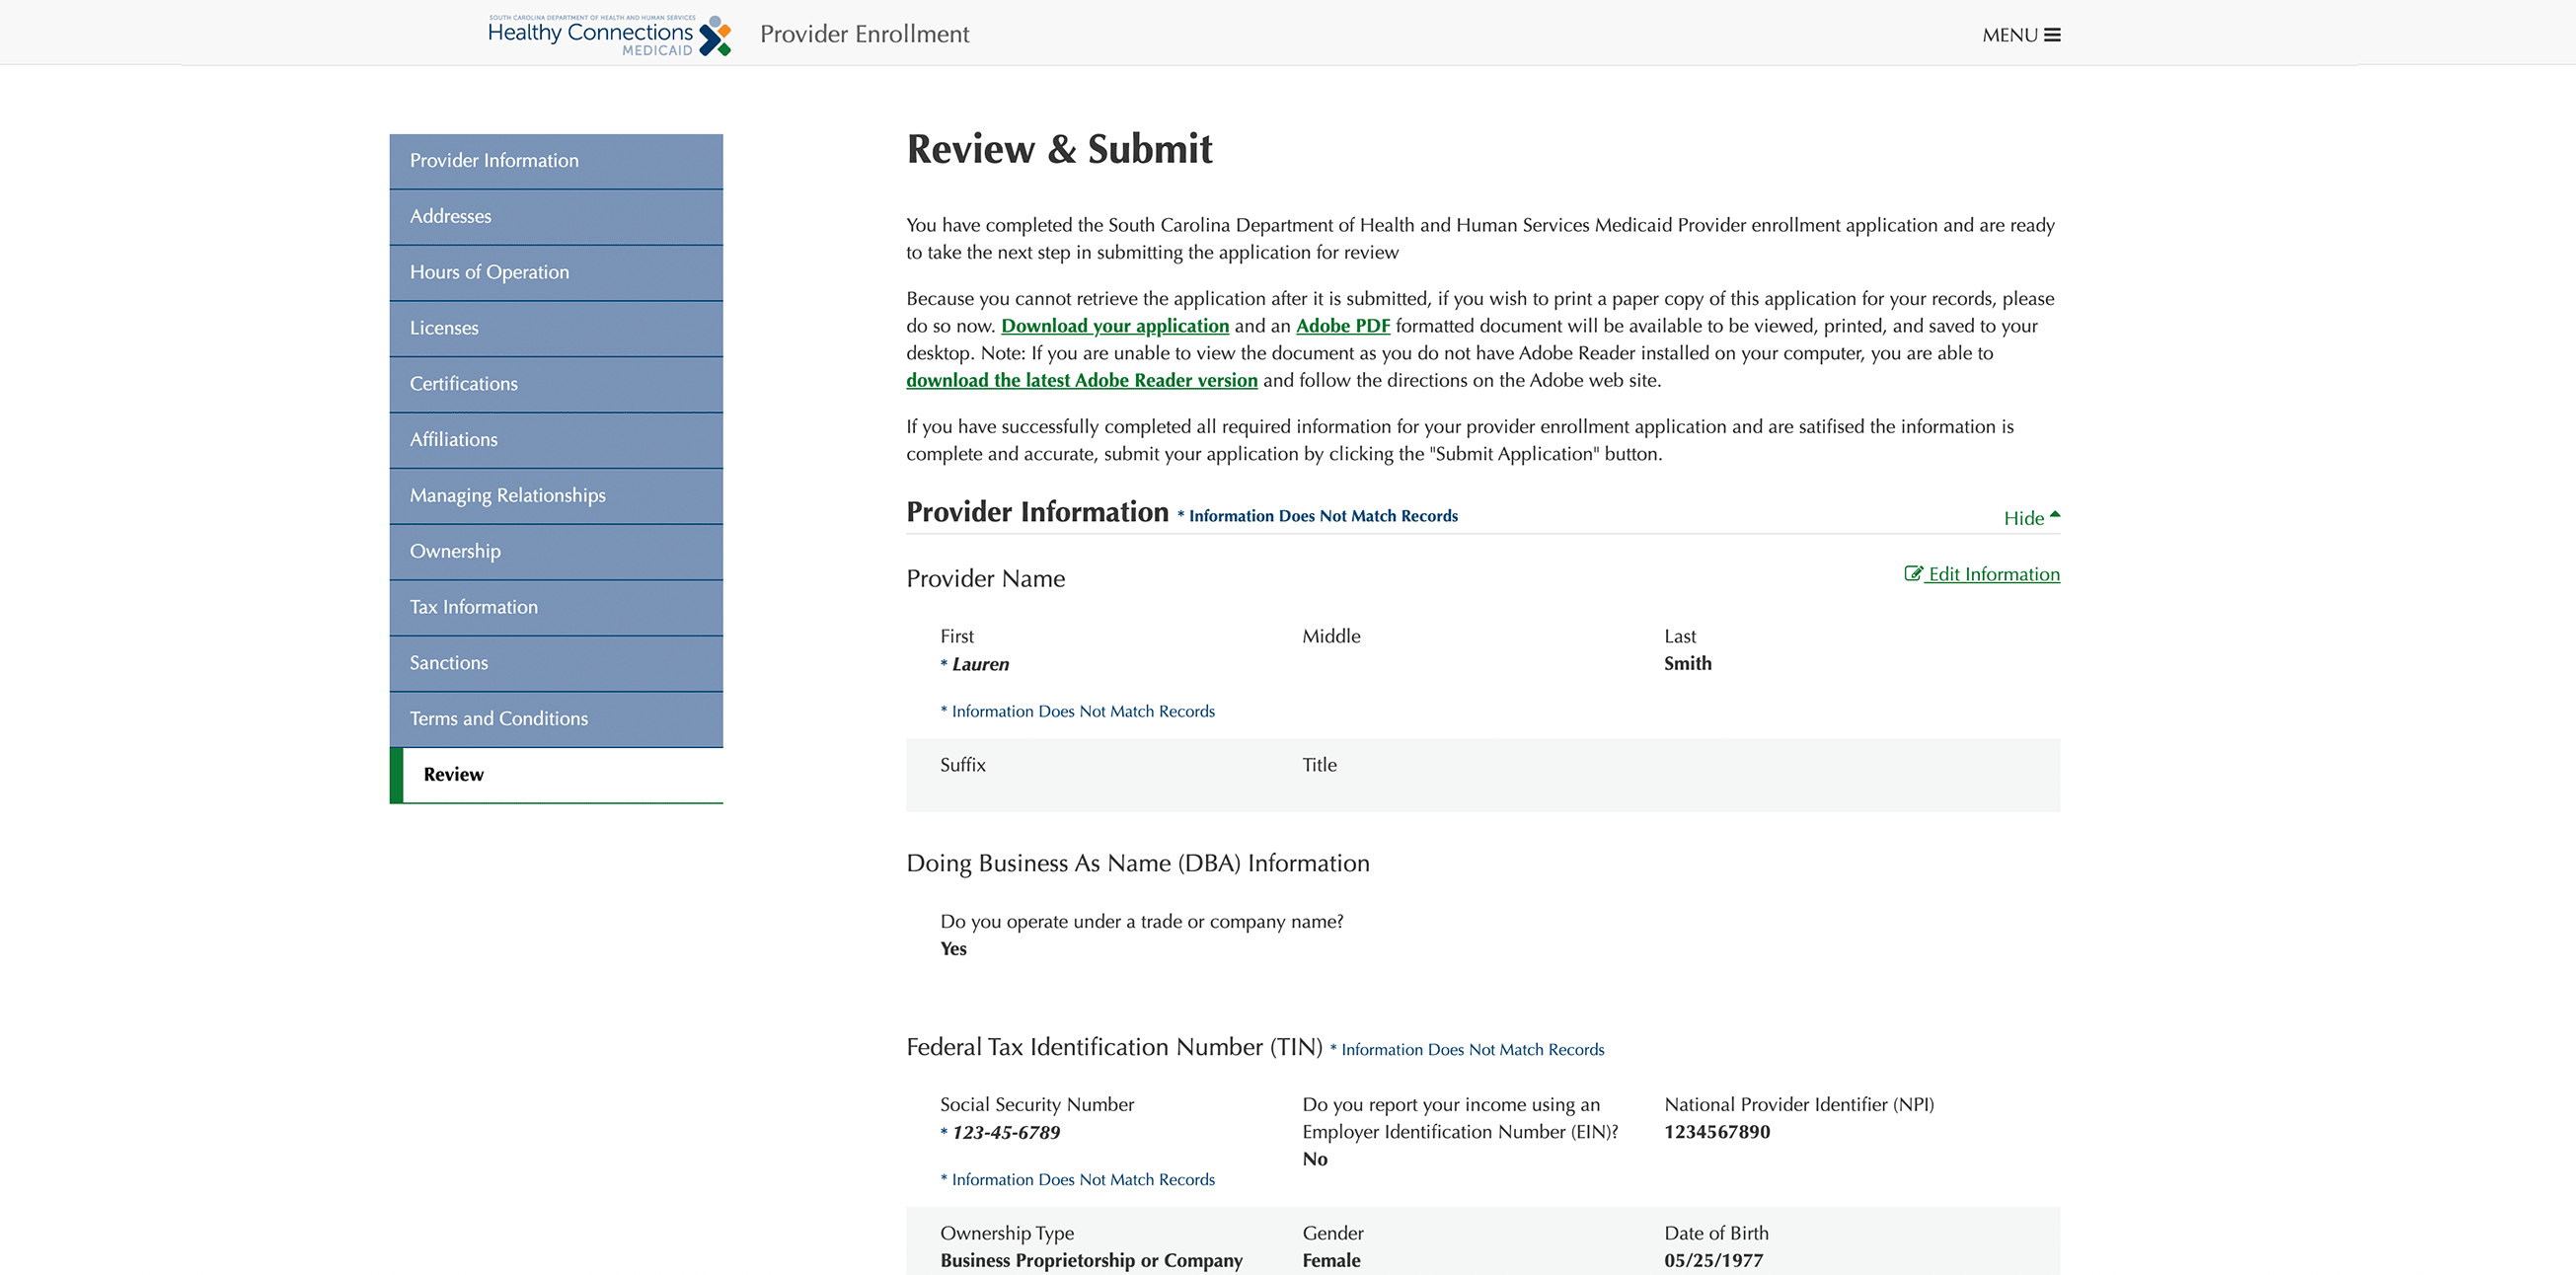 SOUTH CAROLINA DEPARTMENT OF HEALTH AND HUMAN SERVICES
Healthy Connections
MEDICAID
Provider Enrollment
MENU
Provider Information
Addresses
Hours of Operation
Licenses
Certifications
Affiliations
Managing Relationships
Ownership
Tax Information
Sanctions
Terms and Conditions
Review
Review & Submit
You have completed the South Carolina Department of Health and Human Services Medicaid Provider enrollment application and are ready
to take the next step in submitting the application for review
Because you cannot retrieve the application after it is submitted, if you wish to print a paper copy of this application for your records, please
do so now. Download your application and an Adobe PDF formatted document will be available to be viewed, printed, and saved to your
desktop. Note: If you are unable to view the document as you do not have Adobe Reader installed on your computer, you are able to
download the latest Adobe Reader version and follow the directions on the Adobe web site.
If you have successfully completed all required information for your provider enrollment application and are satifised the information is
complete and accurate, submit your application by clicking the "Submit Application" button.
Provider Information * Information Does Not Match Records
Hide
Provider Name
Edit Information
First Middle Last
* Lauren Smith
* Information Does Not Match Records
Suffix Title
Doing Business As Name (DBA) Information
Do you operate under a trade or company name?
Yes
Federal Tax Identification Number (TIN) * Information Does Not Match Records
Social Security Number
* 123-45-6789
* Information Does Not Match Records
Do you report your income using an
Employer Identification Number (EIN)?
No
National Provider Identifier (NPI)
1234567890
Ownership Type
Business Proprietorship or Company
Gender
Female
Date of Birth
05/25/1977